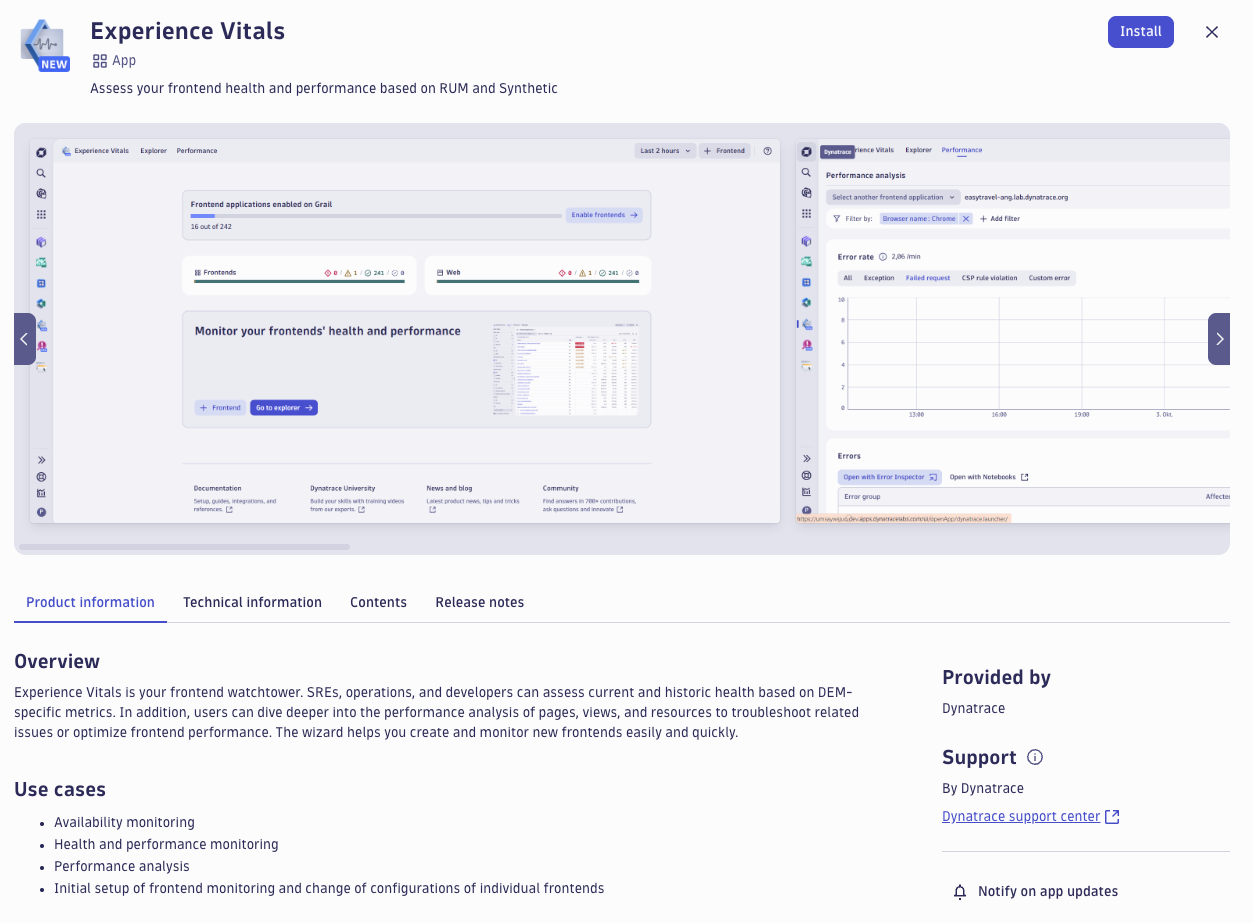 Experience Vitals
Install
NEW
App
Assess your frontend health and performance based on RUM and Synthetic
Experience Vitals Explorer Performance
Last 2 hours
Frontend
Frontend applications enabled on Grail
16 out of 242
Enable frontends
Frontends 0 / 1 / 241 / 0
Web 0 / 1 / 241 / 0
Monitor your frontends' health and performance
Frontend
Go to explorer
Documentation
Setup, guides, integrations, and
references.
Dynatrace University
Build your skills with training videos
from our experts.
News and blog
Latest product news, tips and tricks
Community
Find answers in 700+ contributions,
ask questions and innovate
Dynatrace
rience Vitals Explorer Performance
Performance analysis
Select another frontend application
easytravel-ang.lab.dynatrace.org
Filter by: Browser name: Chrome Add filter
Error rate 2,06 /min
All Exception Failed request CSP rule violation Custom error
10
8
6
4
2
0
13:00 16:00 19:00 3. Okt.
Errors
Open with Error Inspector Open with Notebooks
Error group
Affecte
Product information Technical information Contents Release notes
Overview
Experience Vitals is your frontend watchtower. SREs, operations, and developers can assess current and historic health based on DEM-
specific metrics. In addition, users can dive deeper into the performance analysis of pages, views, and resources to troubleshoot related
issues or optimize frontend performance. The wizard helps you create and monitor new frontends easily and quickly.
Use cases
Availability monitoring
Health and performance monitoring
Performance analysis
Initial setup of frontend monitoring and change of configurations of individual frontends
Provided by
Dynatrace
Support
By Dynatrace
Dynatrace support center
Notify on app updates